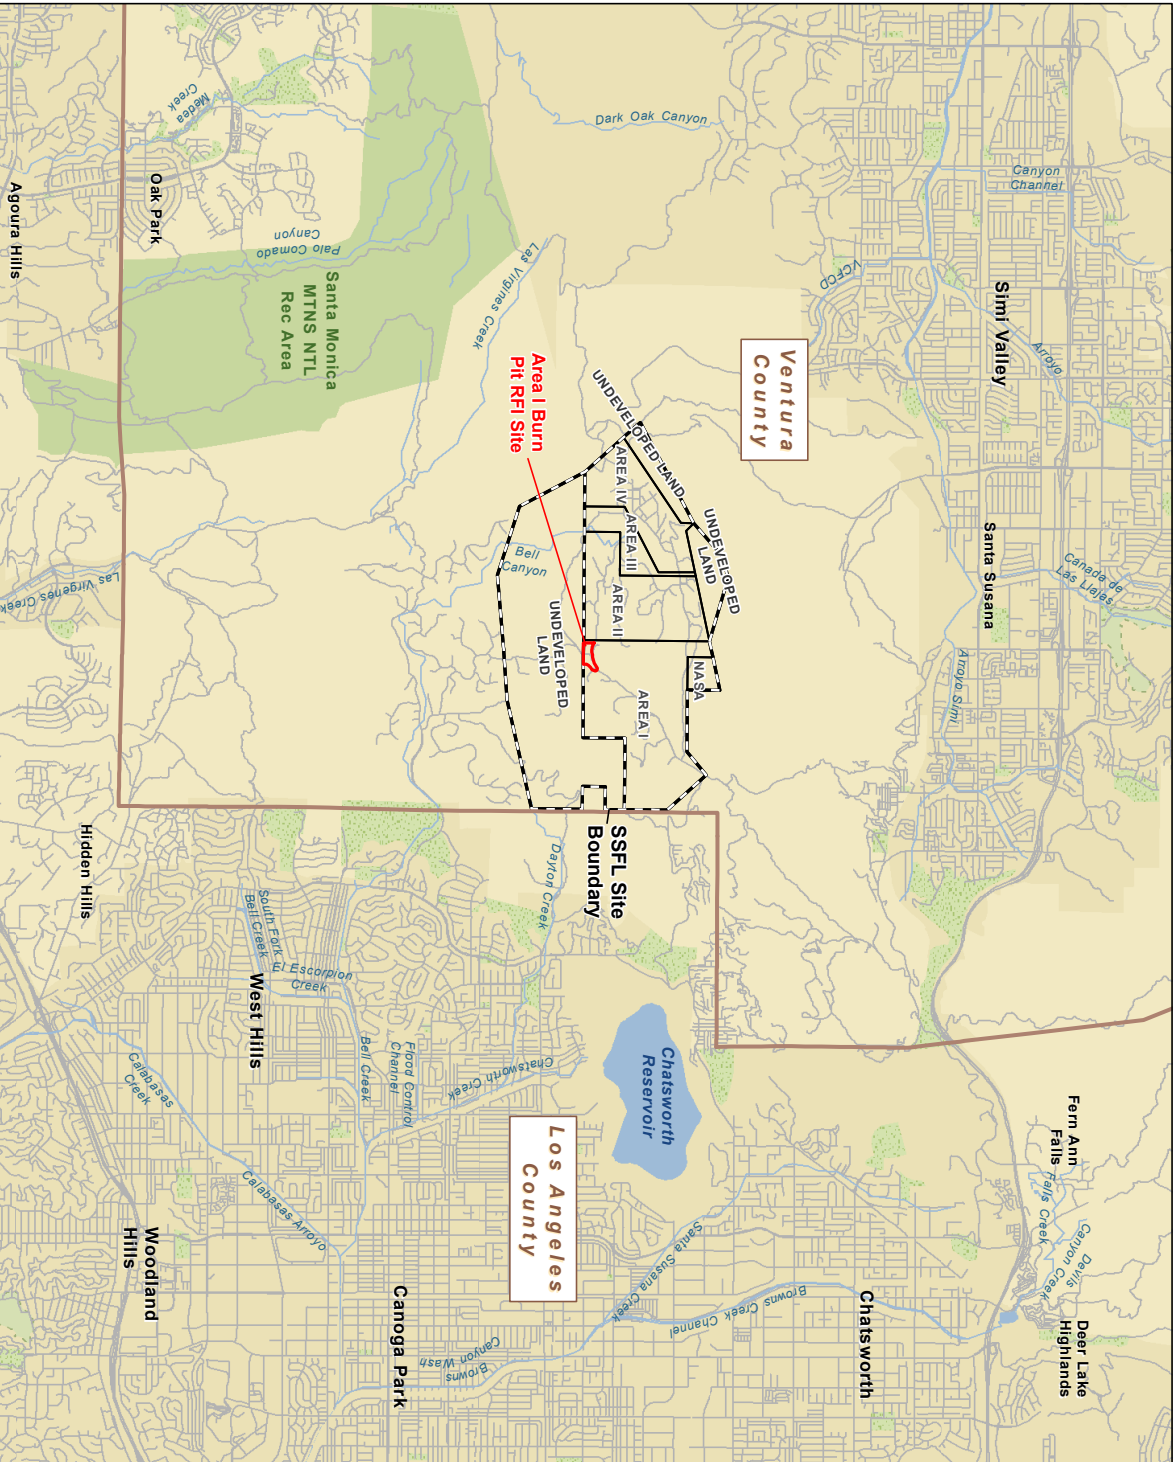 Simi Valley
Santa Susana
Fern Ann
Falls
Deer Lake
Highlands
Chatsworth
Canyon
Channel
Arroyo
Canada de
Las Llajas
Arroyo Simi
VCFCD
Dark Oak Canyon
Falls Creek
Devils
Canyon Creek
Ventura
County
UNDEVELOPED LAND
UNDEVELOPED
LAND
NASA
AREA IV
AREA III
AREA II
AREA I
UNDEVELOPED
LAND
Bell
Canyon
Area I Burn
Pit RFI Site
SSFL Site
Boundary
Chatsworth
Reservoir
Los Angeles
County
Las Virgines Creek
Santa Monica
MTNS NTL
Rec Area
Palo Comado
Canyon
Medea
Creek
Oak Park
Agoura Hills
Las Virgenes Creek
Hidden Hills
Dayton Creek
South Fork
Bell Creek
El Escorpion
Creek
West Hills
Bell Creek
Flood Control
Channel
Chatsworth Creek
Santa Susana Creek
Browns Creek Channel
Browns
Canyon Wash
Canoga Park
Calabasas
Creek
Calabasas Arroyo
Woodland
Hills